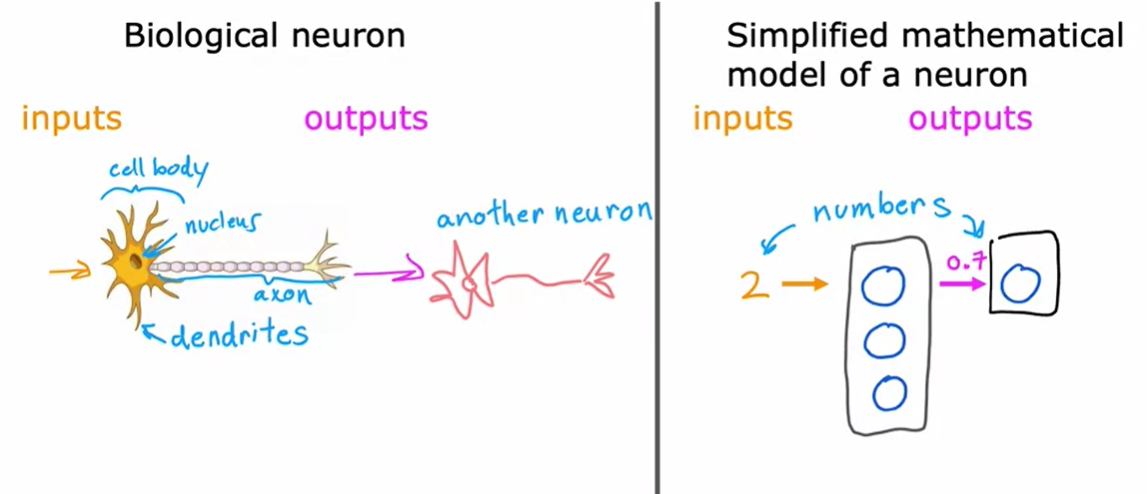 Biological neuron
inputs
outputs
cell body
nucleus
another neuron
axon
dendrites
Simplified mathematical
model of a neuron
inputs
outputs
numbers
0.7
2